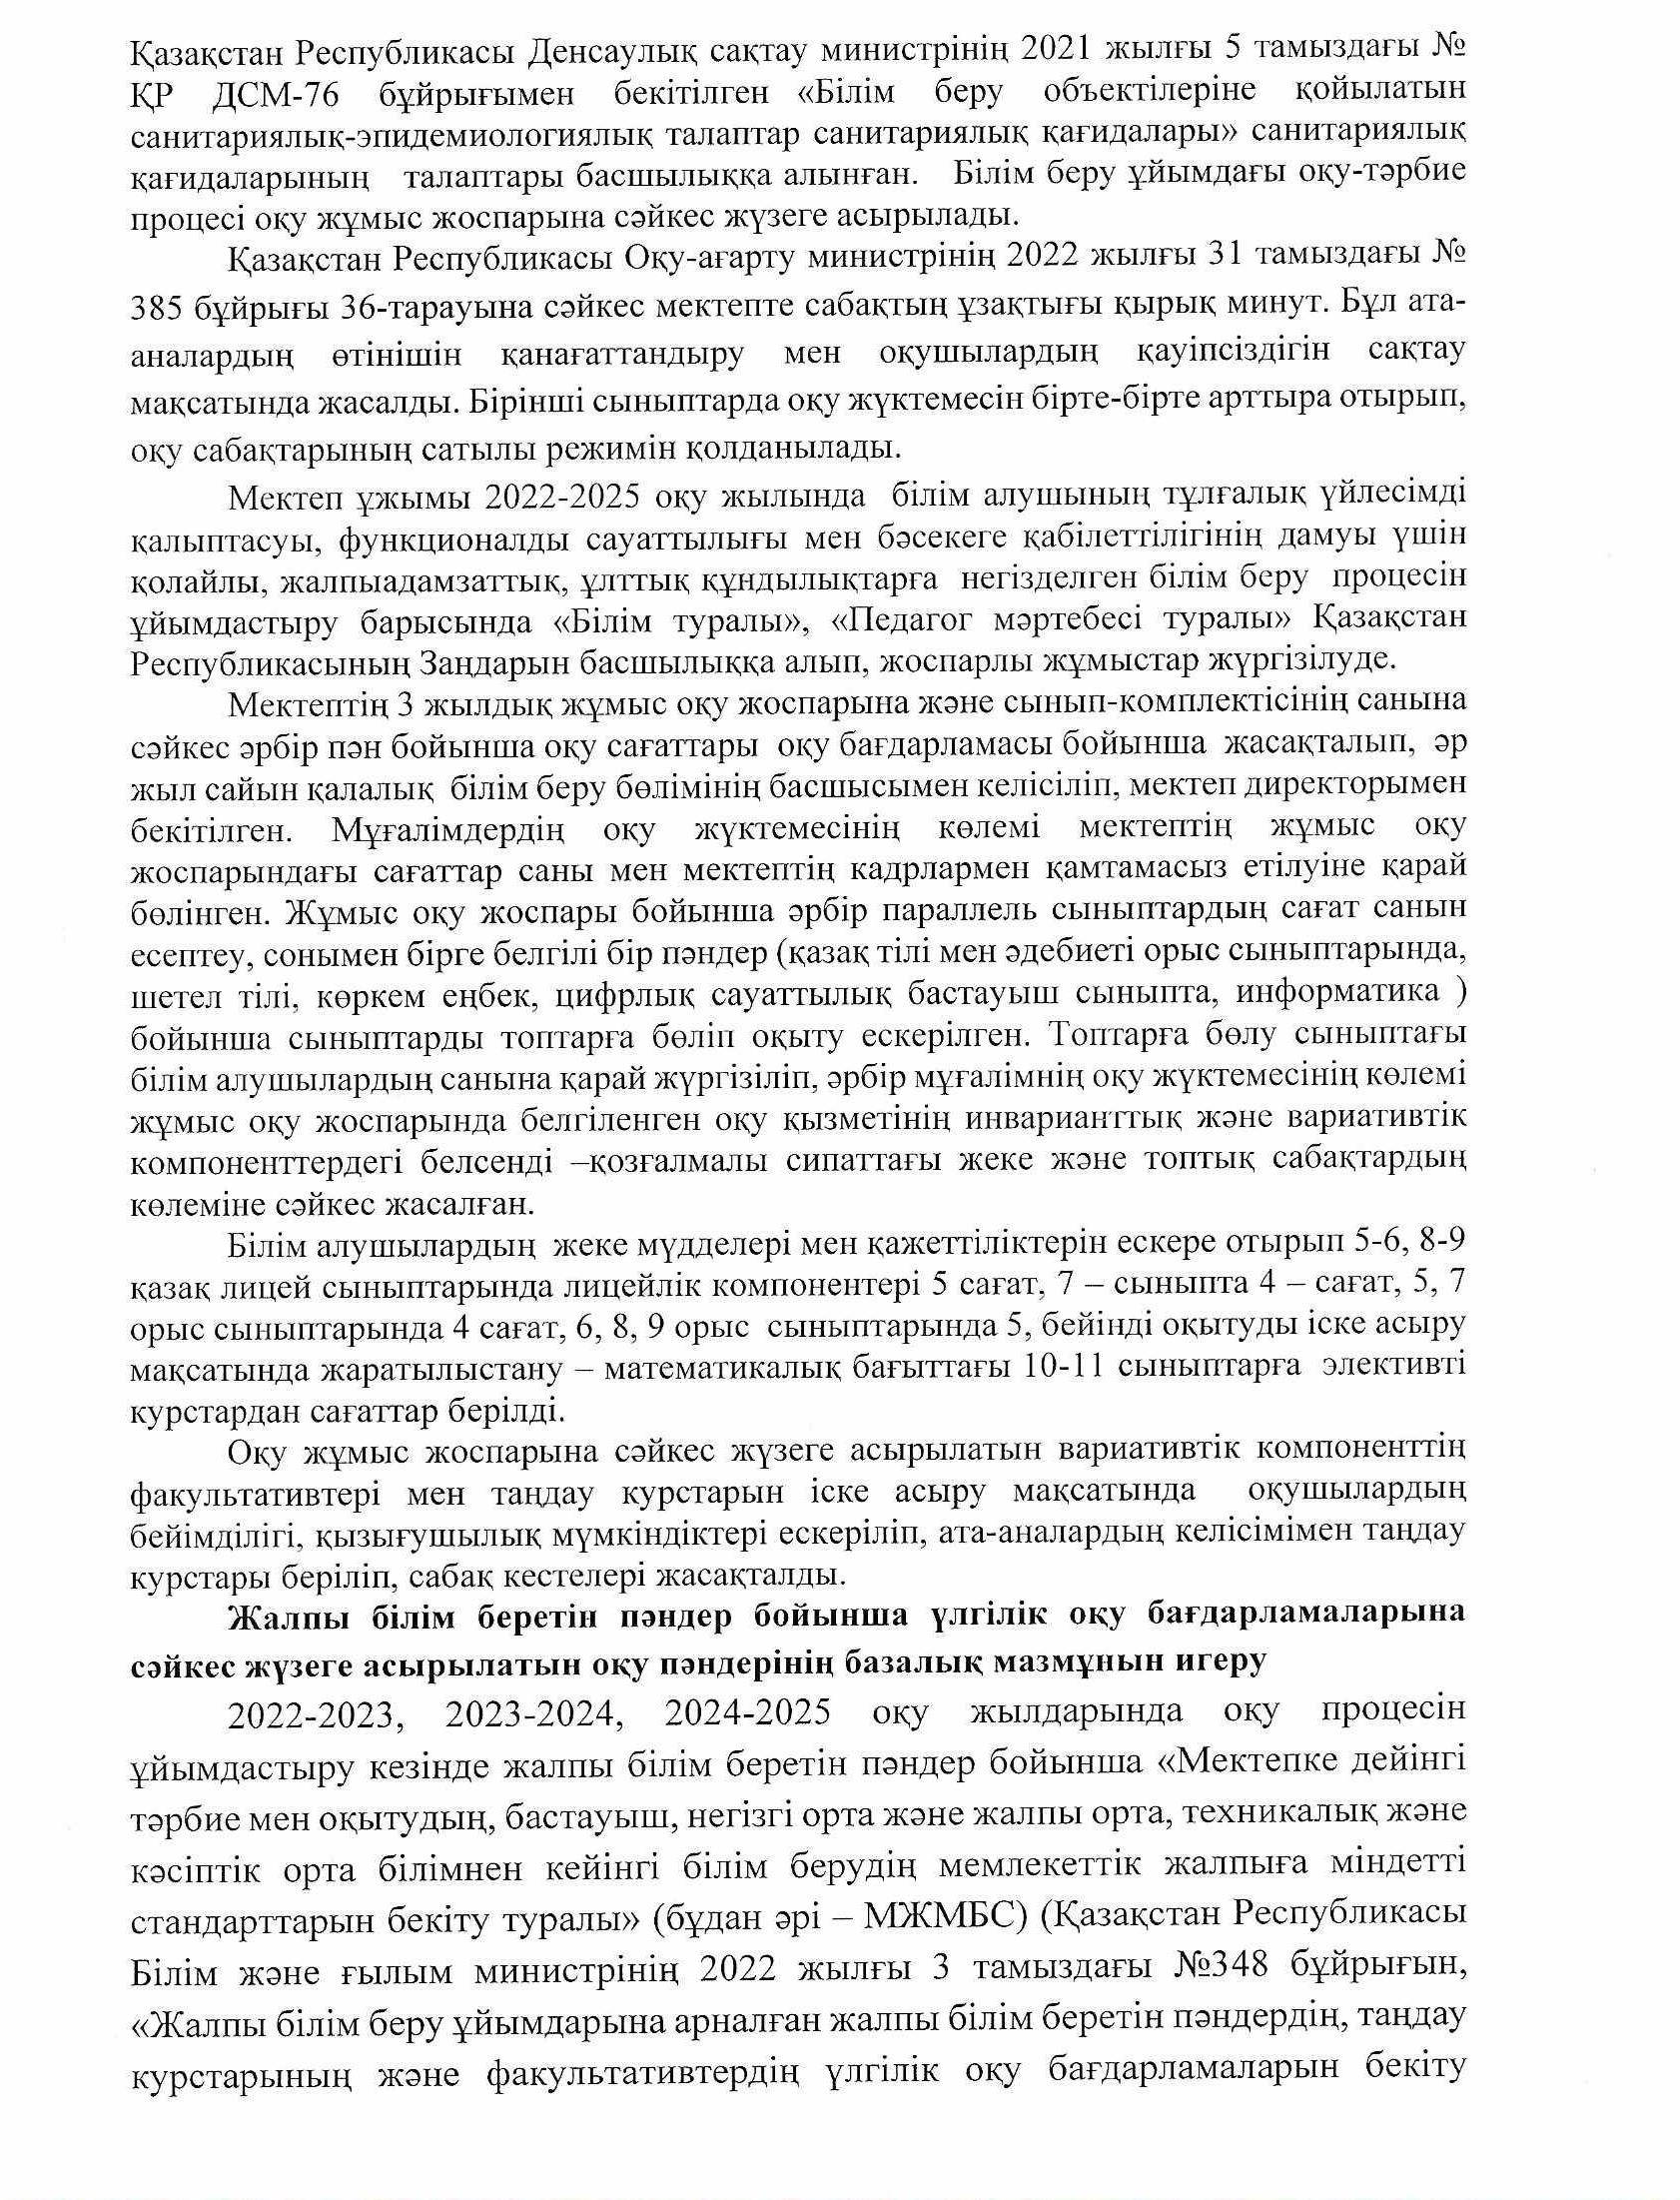 Қазақстан Республикасы Денсаулық сақтау министрінің 2021 жылғы 5 тамыздағы №
ҚР ДСМ-76 бұйрығымен бекітілген «Білім беру объектілеріне қойылатын
санитариялық-эпидемиологиялық талаптар санитариялық қағидалары» санитариялық
қағидаларының талаптары басшылыққа алынған. Білім беру ұйымдағы оқу-тәрбие
процесі оқу жұмыс жоспарына сәйкес жүзеге асырылады.
Қазақстан Республикасы Оқу-ағарту министрінің 2022 жылғы 31 тамыздағы №
385 бұйрығы 36-тарауына сәйкес мектепте сабақтың ұзақтығы қырық минут. Бұл ата-
аналардың өтінішін қанағаттандыру мен оқушылардың қауіпсіздігін сақтау
мақсатында жасалды. Бірінші сыныптарда оқу жүктемесін бірте-бірте арттыра отырып,
оқу сабақтарының сатылы режимін қолданылады.
Мектеп ұжымы 2022-2025 оқу жылында білім алушының тұлғалық үйлесімді
қалыптасуы, функционалды сауаттылығы мен бәсекеге қабілеттілігінің дамуы үшін
қолайлы, жалпыадамзаттық, ұлттық құндылықтарға негізделген білім беру процесін
ұйымдастыру барысында «Білім туралы», «Педагог мәртебесі туралы» Қазақстан
Республикасының Заңдарын басшылыққа алып, жоспарлы жұмыстар жүргізілуде.
Мектептің 3 жылдық жұмыс оқу жоспарына және сынып-комплектісінің санына
сәйкес әрбір пән бойынша оқу сағаттары оқу бағдарламасы бойынша жасақталып, әр
жыл сайын қалалық білім беру бөлімінің басшысымен келісіліп, мектеп директорымен
бекітілген. Мұғалімдердің оқу жүктемесінің көлемі мектептің жұмыс оқу
жоспарындағы сағаттар саны мен мектептің кадрлармен қамтамасыз етілуіне қарай
бөлінген. Жұмыс оқу жоспары бойынша әрбір параллель сыныптардың сағат санын
есептеу, сонымен бірге белгілі бір пәндер (қазақ тілі мен әдебиеті орыс сыныптарында,
шетел тілі, көркем еңбек, цифрлық сауаттылық бастауыш сыныпта, информатика )
бойынша сыныптарды топтарға бөліп оқыту ескерілген. Топтарға бөлу сыныптағы
білім алушылардың санына қарай жүргізіліп, әрбір мұғалімнің оқу жүктемесінің көлемі
жұмыс оқу жоспарында белгіленген оқу қызметінің инварианттық және вариативтік
компоненттердегі белсенді –қозғалмалы сипаттағы жеке және топтық сабақтардың
көлеміне сәйкес жасалған.
Білім алушылардың жеке мүдделері мен қажеттіліктерін ескере отырып 5-6, 8-9
қазақ лицей сыныптарында лицейлік компонентері 5 сағат, 7 – сыныпта 4 – сағат, 5, 7
орыс сыныптарында 4 сағат, 6, 8, 9 орыс сыныптарында 5, бейінді оқытуды іске асыру
мақсатында жаратылыстану – математикалық бағыттағы 10-11 сыныптарға элективті
курстардан сағаттар берілді.
Оқу жұмыс жоспарына сәйкес жүзеге асырылатын вариативтік компоненттің
факультативтері мен таңдау курстарын іске асыру мақсатында оқушылардың
бейімділігі, қызығушылық мүмкіндіктері ескеріліп, ата-аналардың келісімімен таңдау
курстары беріліп, сабақ кестелері жасақталды.
Жалпы білім беретін пәндер бойынша үлгілік оқу бағдарламаларына
сәйкес жүзеге асырылатын оқу пәндерінің базалық мазмұнын игеру
2022-2023, 2023-2024, 2024-2025 оқу жылдарында оқу процесін
ұйымдастыру кезінде жалпы білім беретін пәндер бойынша «Мектепке дейінгі
тәрбие мен оқытудың, бастауыш, негізгі орта және жалпы орта, техникалық және
кәсіптік орта білімнен кейінгі білім берудің мемлекеттік жалпыға міндетті
стандарттарын бекіту туралы» (бұдан әрі – МЖМБС) (Қазақстан Республикасы
Білім және ғылым министрінің 2022 жылғы 3 тамыздағы №348 бұйрығын,
«Жалпы білім беру ұйымдарына арналған жалпы білім беретін пәндердің, таңдау
курстарының және факультативтердің үлгілік оқу бағдарламаларын бекіту